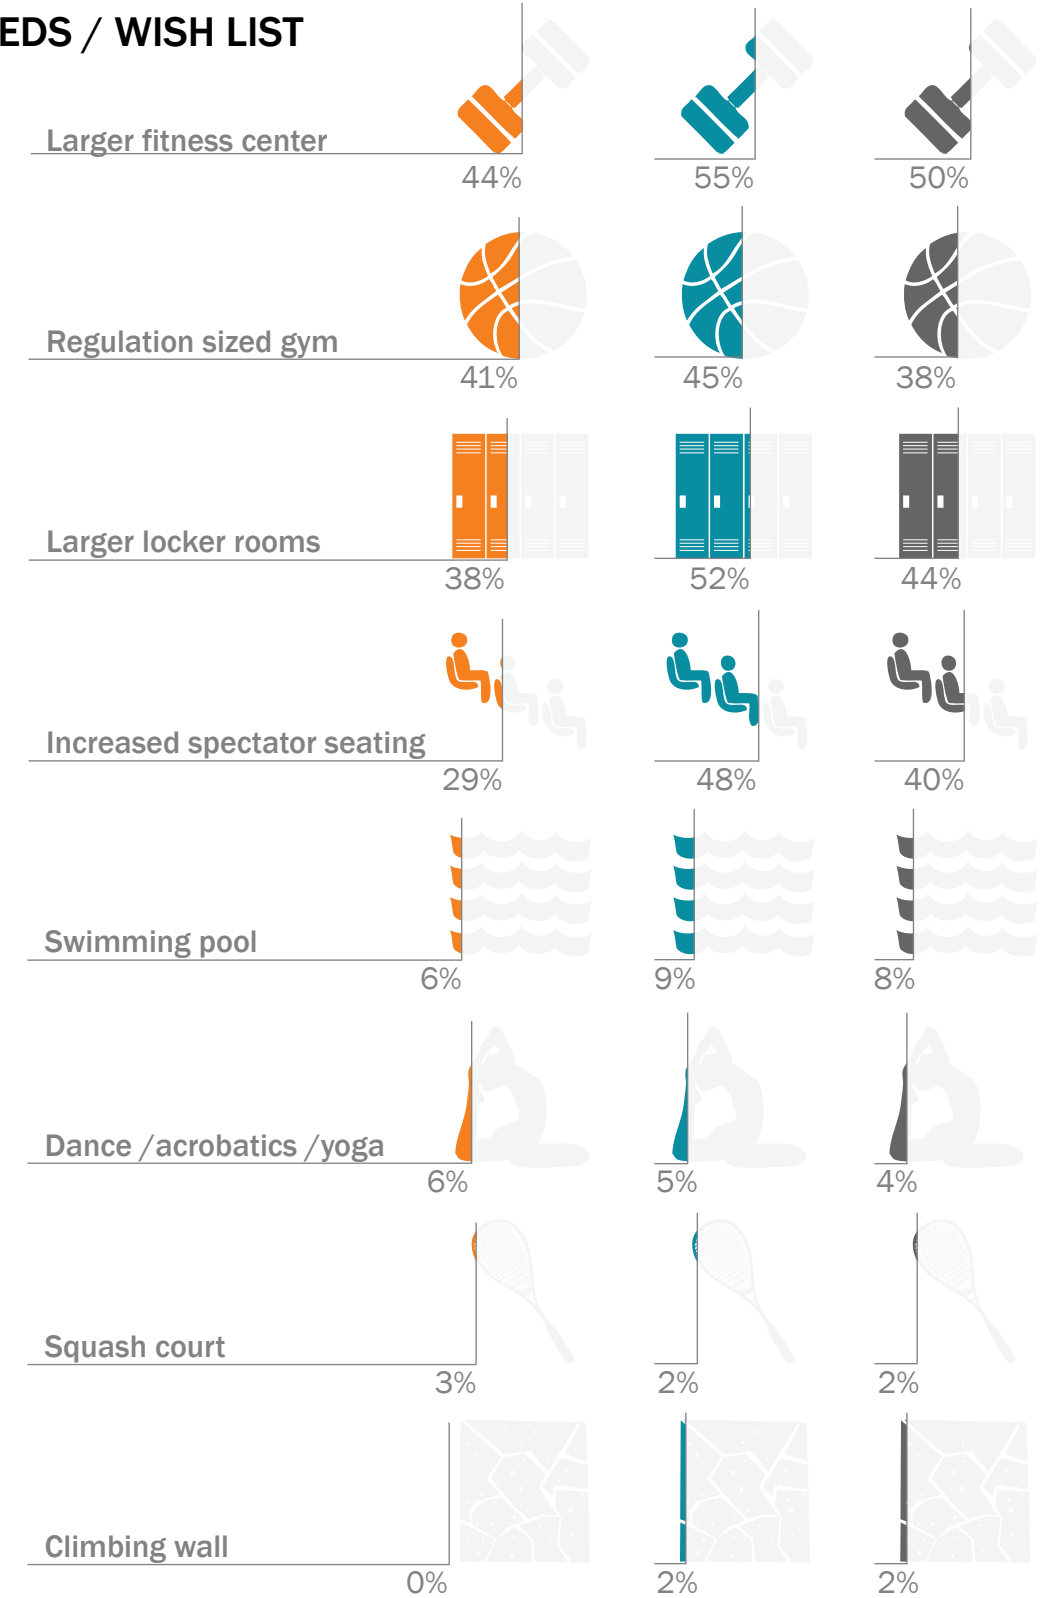 EDS / WISH LIST
Larger fitness center
44% 55% 50%
Regulation sized gym
41% 45% 38%
Larger locker rooms
38% 52% 44%
Increased spectator seating
29% 48% 40%
Swimming pool
6% 9% 8%
Dance /acrobatics /yoga
6% 5% 4%
Squash court
3% 2% 2%
Climbing wall
0% 2% 2%